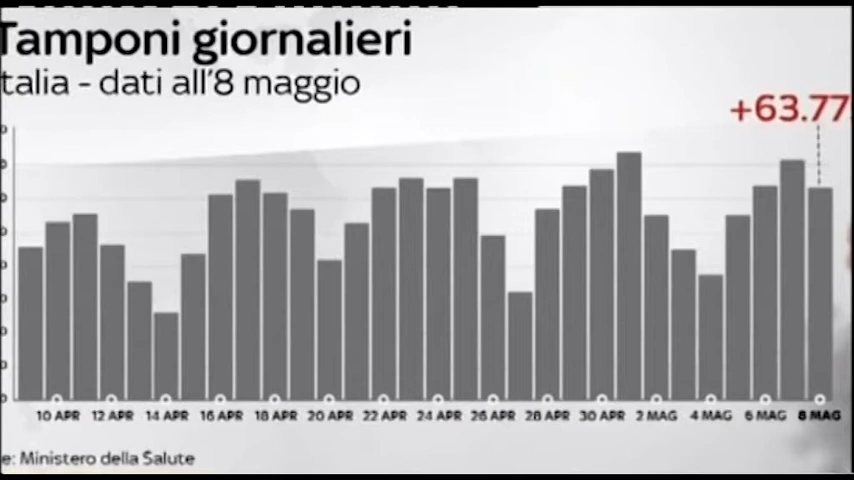 Tamponi giornalieri
talia - dati all'8 maggio
+63.77
10 APR 12 APR 14 APR 16 APR 18 APR 20 APR 22 APR 24 APR 26 APR 28 APR 30 APR 2 MAG 4 MAG 6 MAG 8 MAG
e: Ministero della Salute